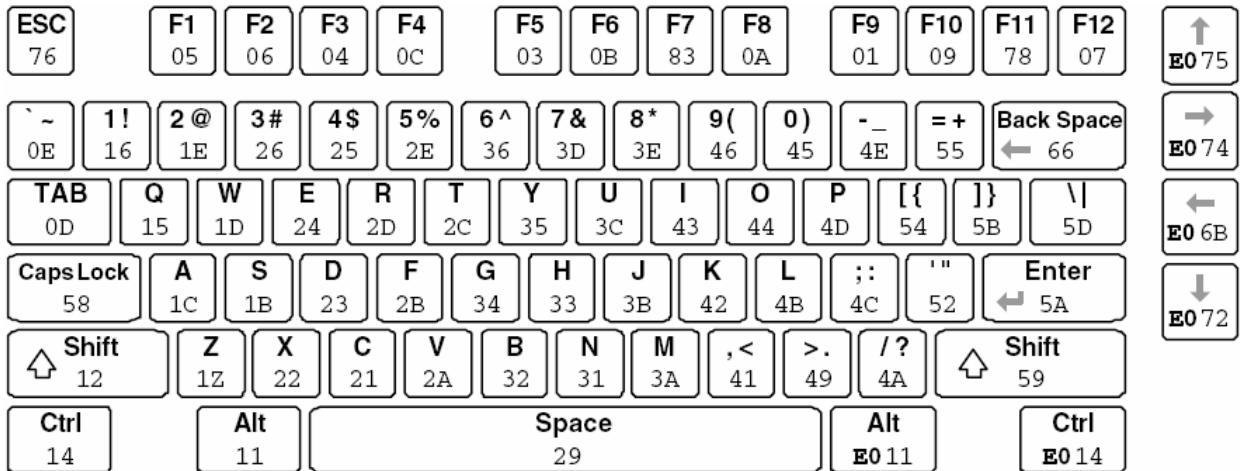 ESC F1 F2 F3 F4 F5 F6 F7 F8 F9 F10 F11 F12 ↑
76 05 06 04 0C 03 0B 83 0A 01 09 78 07 E0 75
` ~ 1 ! 2 @ 3 # 4 $ 5 % 6 ^ 7 & 8 * 9 ( 0 ) - _ = + Back Space →
0E 16 1E 26 25 2E 36 3D 3E 46 45 4E 55 ← 66 E0 74
TAB Q W E R T Y U I O P [ { ] } \ | ←
0D 15 1D 24 2D 2C 35 3C 43 44 4D 54 5B 5D E0 6B
Caps Lock A S D F G H J K L ; : ' " Enter ↓
58 1C 1B 23 2B 34 33 3B 42 4B 4C 52 ↵ 5A E0 72
Shift Z X C V B N M , < > . / ? Shift
12 1Z 22 21 2A 32 31 3A 41 49 4A 59
Ctrl Alt Space Alt Ctrl
14 11 29 E0 11 E0 14